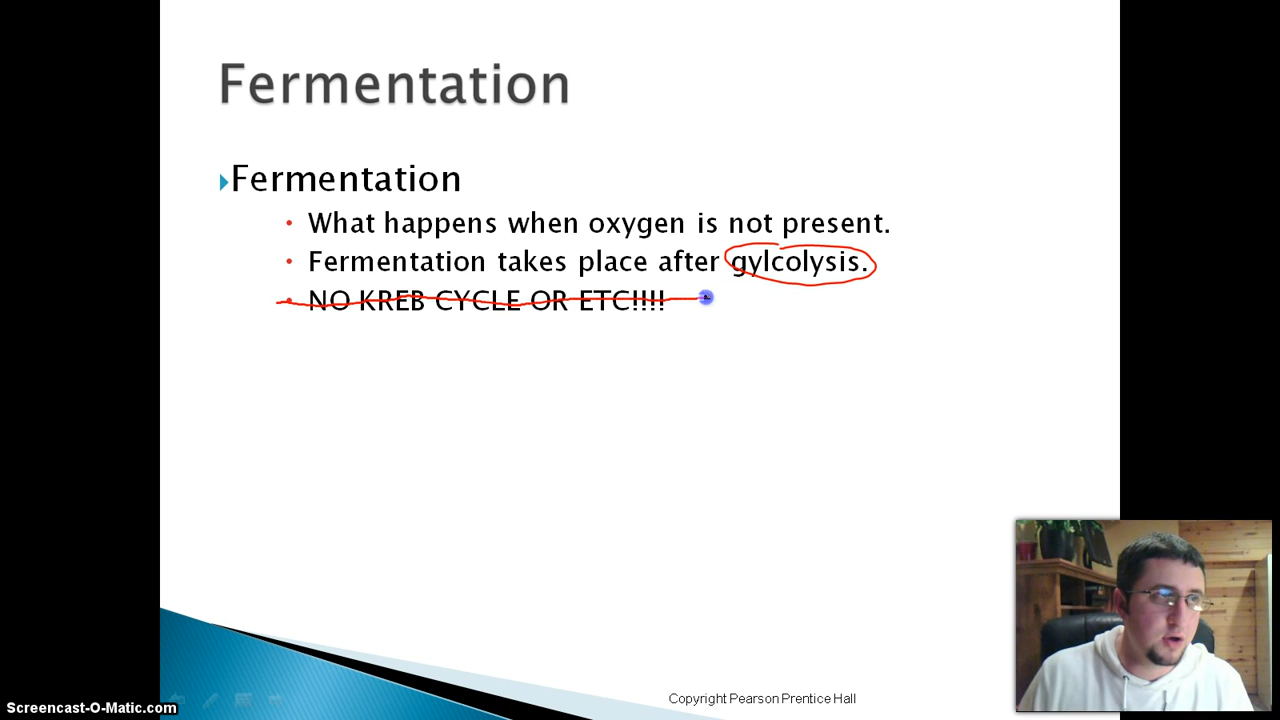 Fermentation
Fermentation
• What happens when oxygen is not present.
• Fermentation takes place after gylcolysis.
• NO KREB CYCLE OR ETC!!!!
Copyright Pearson Prentice Hall
Screencast-O-Matic.com